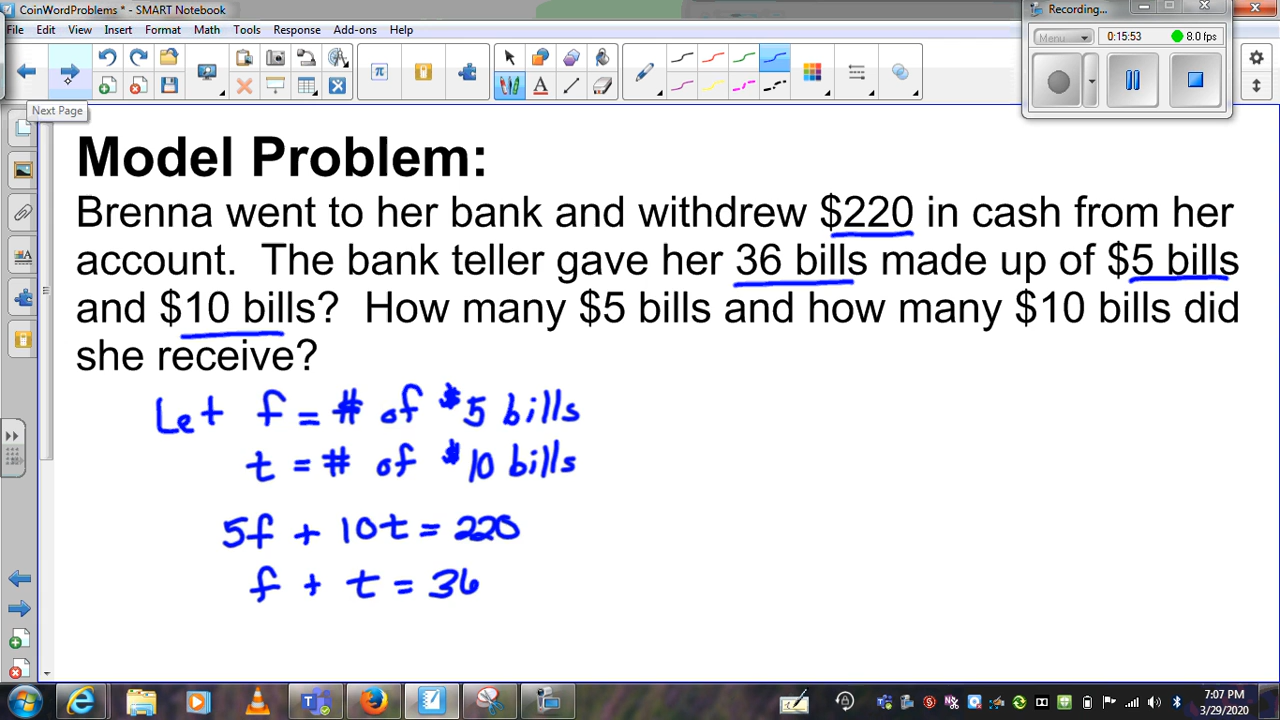 CoinWordProblems * - SMART Notebook
Recording...
File Edit View Insert Format Math Tools Response Add-ons Help
Menu
0:15:53
8.0 fps
Next Page
Model Problem:
Brenna went to her bank and withdrew $220 in cash from her
account. The bank teller gave her 36 bills made up of $5 bills
and $10 bills? How many $5 bills and how many $10 bills did
she receive?
Let f = # of $5 bills
t = # of $10 bills
5f + 10t = 220
f + t = 36
7:07 PM
3/29/2020